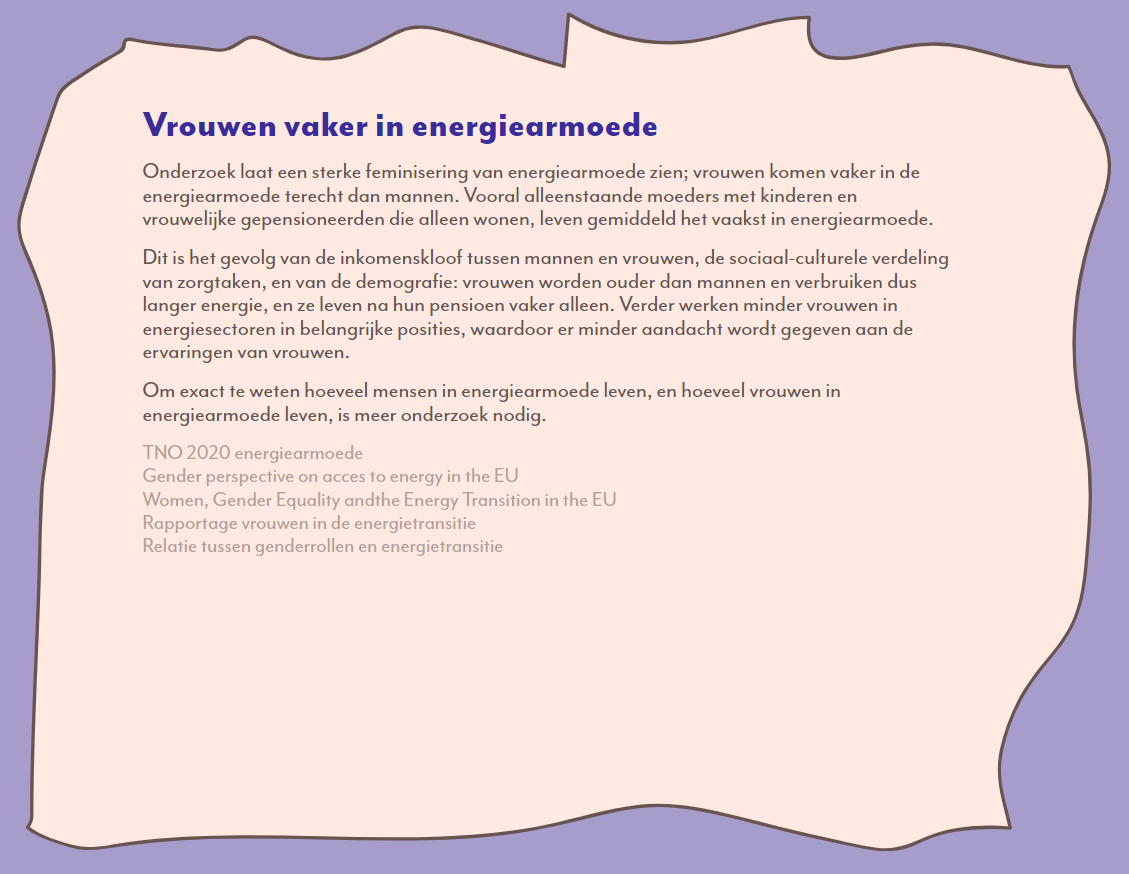 Vrouwen vaker in energiearmoede
Onderzoek laat een sterke feminisering van energiearmoede zien; vrouwen komen vaker in de
energiearmoede terecht dan mannen. Vooral alleenstaande moeders met kinderen en
vrouwelijke gepensioneerden die alleen wonen, leven gemiddeld het vaakst in energiearmoede.
Dit is het gevolg van de inkomenskloof tussen mannen en vrouwen, de sociaal-culturele verdeling
van zorgtaken, en van de demografie: vrouwen worden ouder dan mannen en verbruiken dus
langer energie, en ze leven na hun pensioen vaker alleen. Verder werken minder vrouwen in
energiesectoren in belangrijke posities, waardoor er minder aandacht wordt gegeven aan de
ervaringen van vrouwen.
Om exact te weten hoeveel mensen in energiearmoede leven, en hoeveel vrouwen in
energiearmoede leven, is meer onderzoek nodig.
TNO 2020 energiearmoede
Gender perspective on acces to energy in the EU
Women, Gender Equality andthe Energy Transition in the EU
Rapportage vrouwen in de energietransitie
Relatie tussen genderrollen en energietransitie